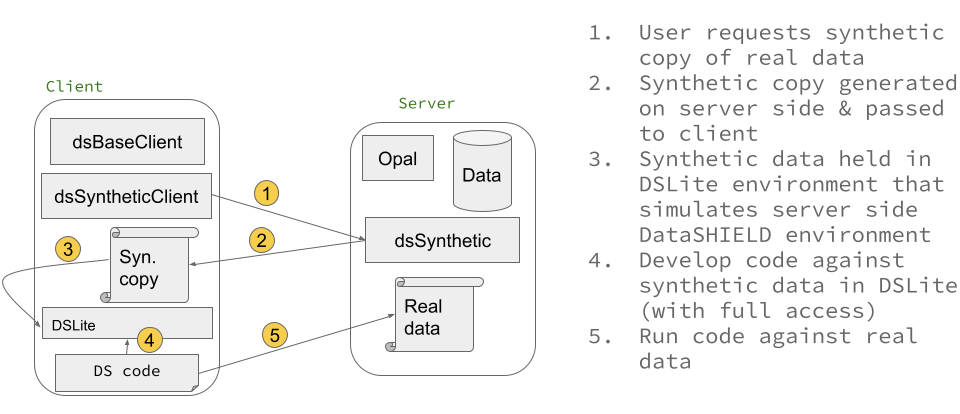 Client
dsBaseClient
dsSyntheticClient
Syn.
copy
DSLite
DS code
1
2
3
4
5
Server
Opal
Data
dsSynthetic
Real
data
1. User requests synthetic
copy of real data
2. Synthetic copy generated
on server side & passed
to client
3. Synthetic data held in
DSLite environment that
simulates server side
DataSHIELD environment
4. Develop code against
synthetic data in DSLite
(with full access)
5. Run code against real
data